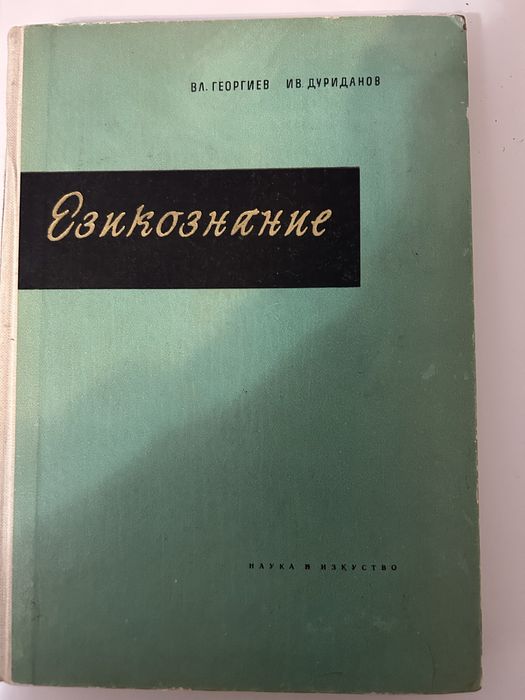 ВЛ. ГЕОРГИЕВ ИВ. ДУРИДАНОВ
Езикознание
НАУКА И ИЗКУСТВО